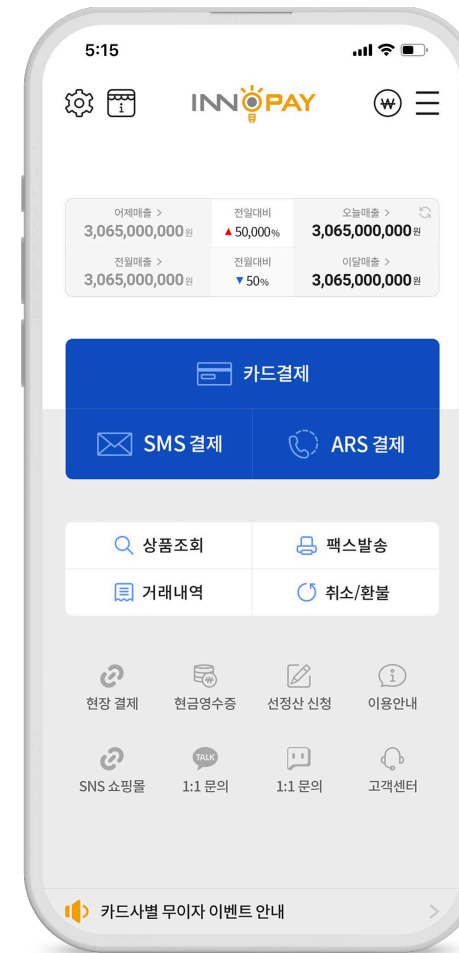 5:15
INNOPAY
어제매출 > 전일대비 오늘매출 >
3,065,000,000원 ▲50,000% 3,065,000,000원
전월매출 > 전월대비 이달매출 >
3,065,000,000원 ▼50% 3,065,000,000원
카드결제
SMS 결제 ARS 결제
상품조회 팩스발송
거래내역 취소/환불
현장 결제 현금영수증 선정산 신청 이용안내
TALK
SNS 쇼핑몰 1:1 문의 1:1 문의 고객센터
카드사별 무이자 이벤트 안내 >